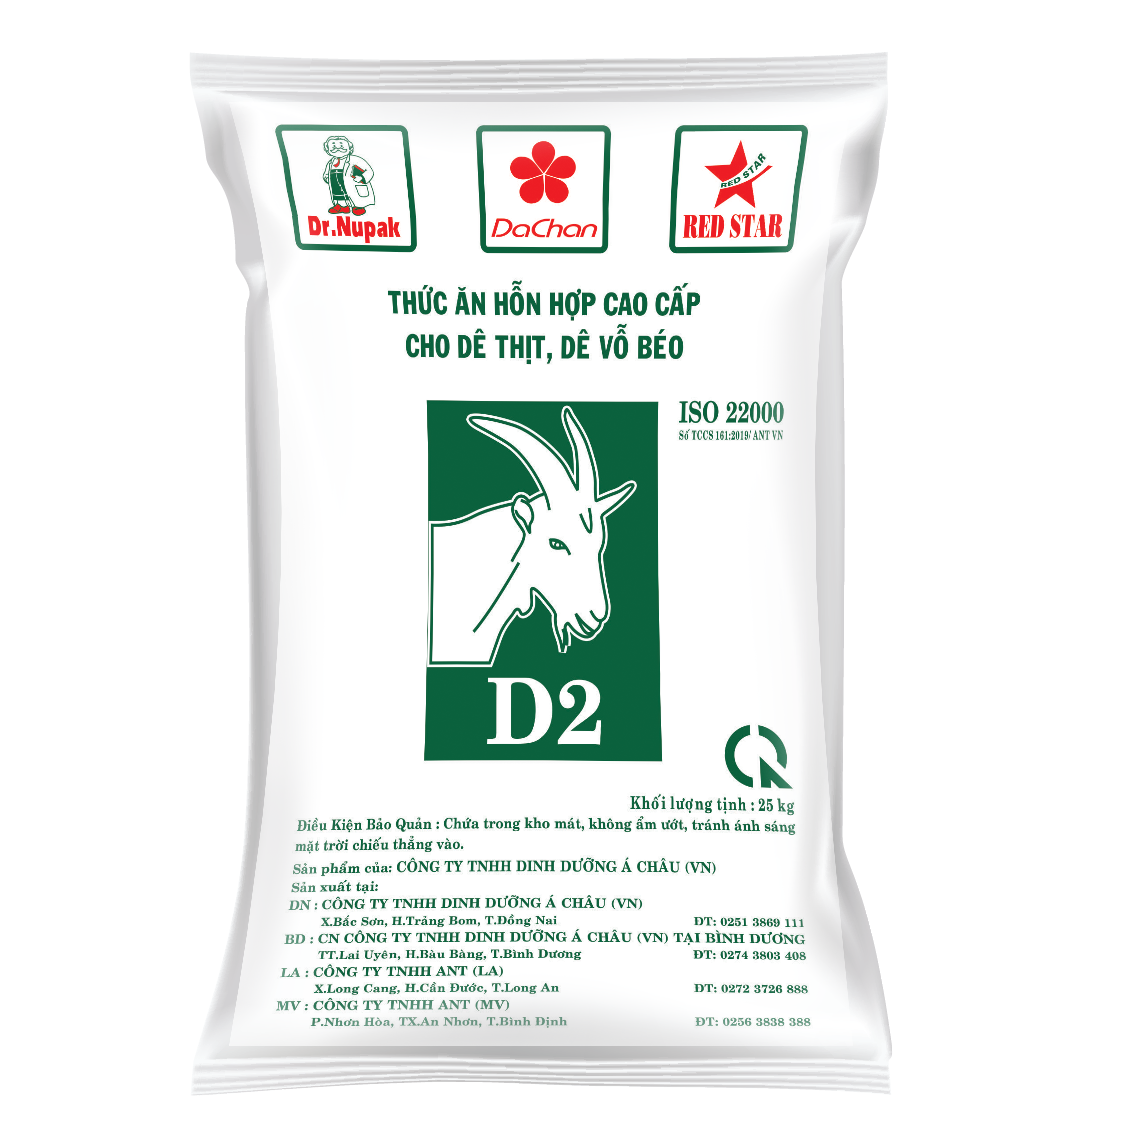 Dr.Nupak
DaChan
RED STAR
RED STAR
THỨC ĂN HỖN HỢP CAO CẤP
CHO DÊ THỊT, DÊ VỖ BÉO
ISO 22000
Số TCCS 161:2019/ ANT VN
D2
Khối lượng tịnh : 25 kg
Điều Kiện Bảo Quản : Chứa trong kho mát, không ẩm ướt, tránh ánh sáng
mặt trời chiếu thẳng vào.
Sản phẩm của: CÔNG TY TNHH DINH DƯỠNG Á CHÂU (VN)
Sản xuất tại:
DN : CÔNG TY TNHH DINH DƯỠNG Á CHÂU (VN)
X.Bắc Sơn, H.Trảng Bom, T.Đồng Nai ĐT: 0251 3869 111
BD : CN CÔNG TY TNHH DINH DƯỠNG Á CHÂU (VN) TẠI BÌNH DƯƠNG
TT.Lai Uyên, H.Bàu Bàng, T.Bình Dương ĐT: 0274 3803 408
LA : CÔNG TY TNHH ANT (LA)
X.Long Cang, H.Cần Đước, T.Long An ĐT: 0272 3726 888
MV : CÔNG TY TNHH ANT (MV)
P.Nhơn Hòa, TX.An Nhơn, T.Bình Định ĐT: 0256 3838 388